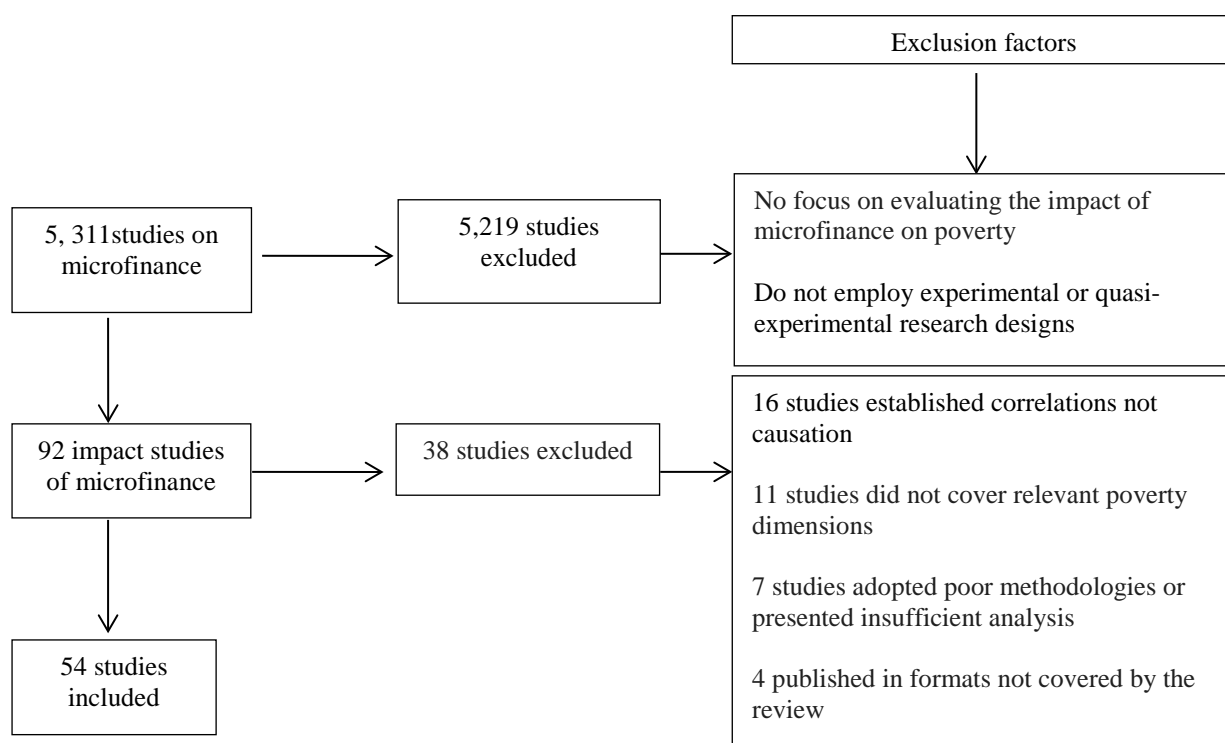 Exclusion factors
5, 311studies on
microfinance
5,219 studies
excluded
No focus on evaluating the impact of
microfinance on poverty
Do not employ experimental or quasi-
experimental research designs
92 impact studies
of microfinance
38 studies excluded
16 studies established correlations not
causation
11 studies did not cover relevant poverty
dimensions
7 studies adopted poor methodologies or
presented insufficient analysis
4 published in formats not covered by the
review
54 studies
included